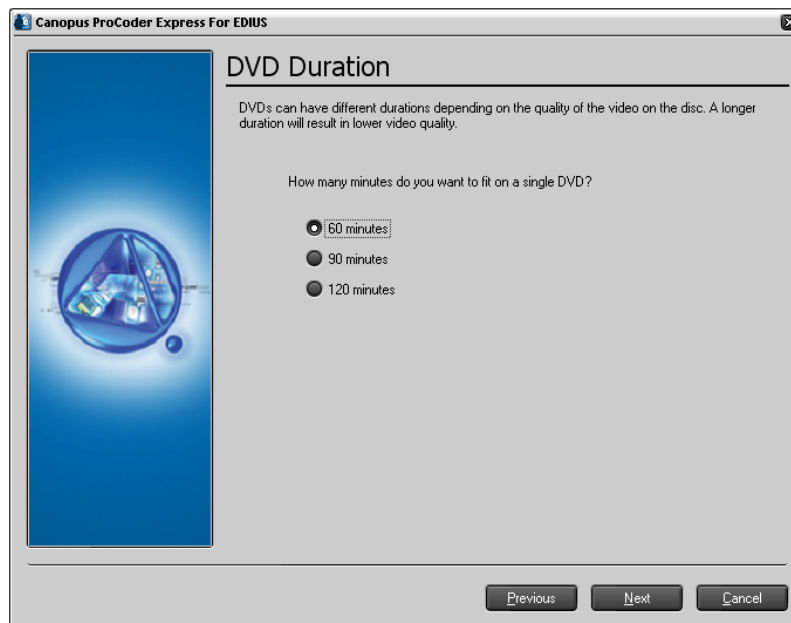 Canopus ProCoder Express For EDIUS
DVD Duration
DVDs can have different durations depending on the quality of the video on the disc. A longer
duration will result in lower video quality.
How many minutes do you want to fit on a single DVD?
60 minutes
90 minutes
120 minutes
Previous Next Cancel